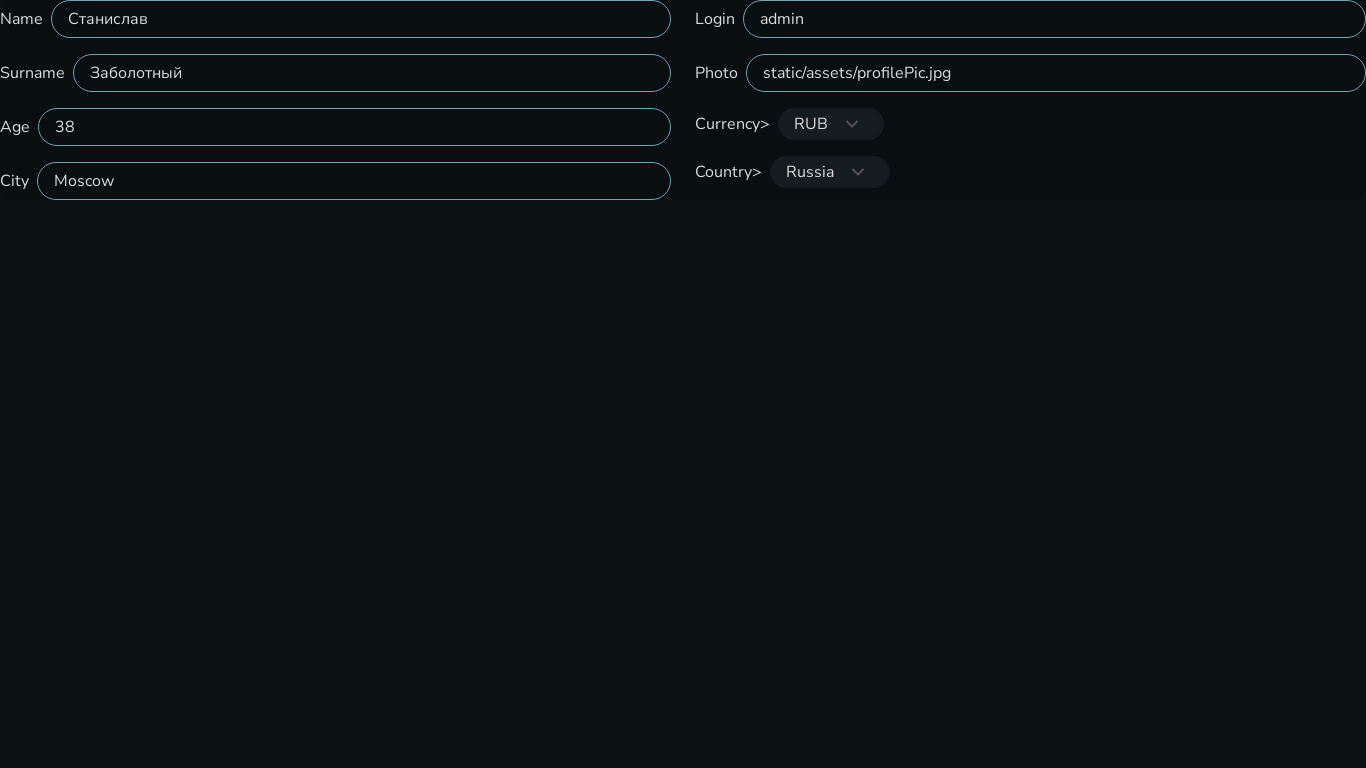 Name Станислав
Surname Заболотный
Age 38
City Moscow
Login admin
Photo static/assets/profilePic.jpg
Currency> RUB
Country> Russia